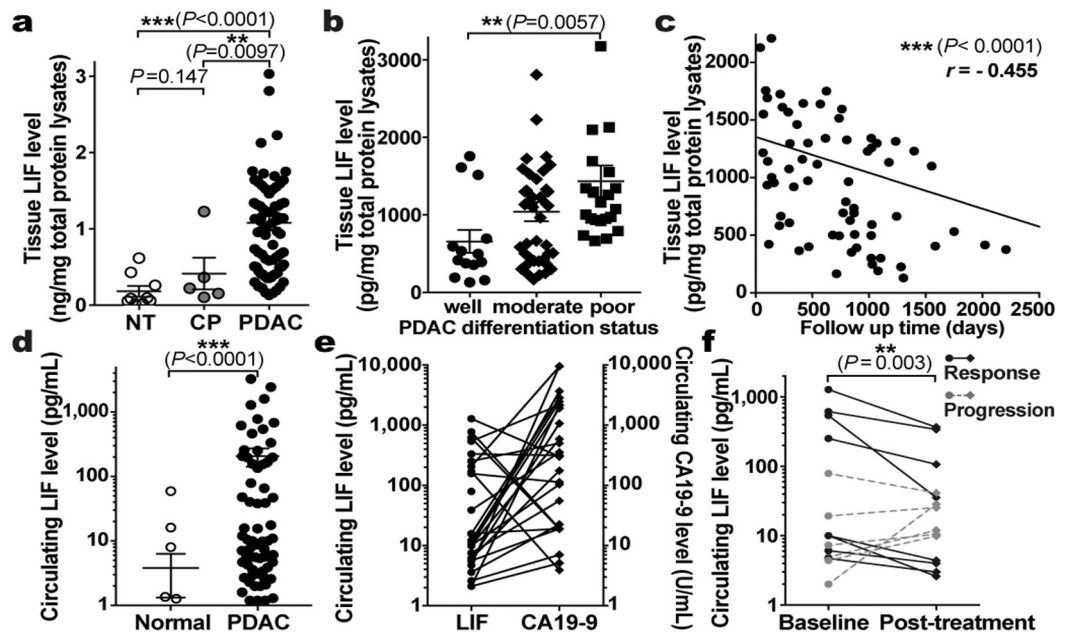 a
*** (P<0.0001)
**
(P=0.0097)
P=0.147
Tissue LIF level
(ng/mg total protein lysates)
3
2
1
0
NT CP PDAC
b
** (P=0.0057)
Tissue LIF level
(pg/mg total protein lysates)
3000
2000
1000
0
well moderate poor
PDAC differentiation status
c
*** (P< 0.0001)
r = - 0.455
Tissue LIF level
(pg/mg total protein lysates)
2000
1500
1000
500
0
0 500 1000 1500 2000 2500
Follow up time (days)
d
***
(P<0.0001)
Circulating LIF level (pg/mL)
1,000
100
10
1
Normal PDAC
e
Circulating LIF level (pg/mL)
10,000
1,000
100
10
1
10,000
1,000
100
10
1
Circulating CA19-9 level (U/mL)
LIF CA19-9
f
**
(P = 0.003)
Response
Progression
Circulating LIF level (pg/mL)
1,000
100
10
1
Baseline Post-treatment